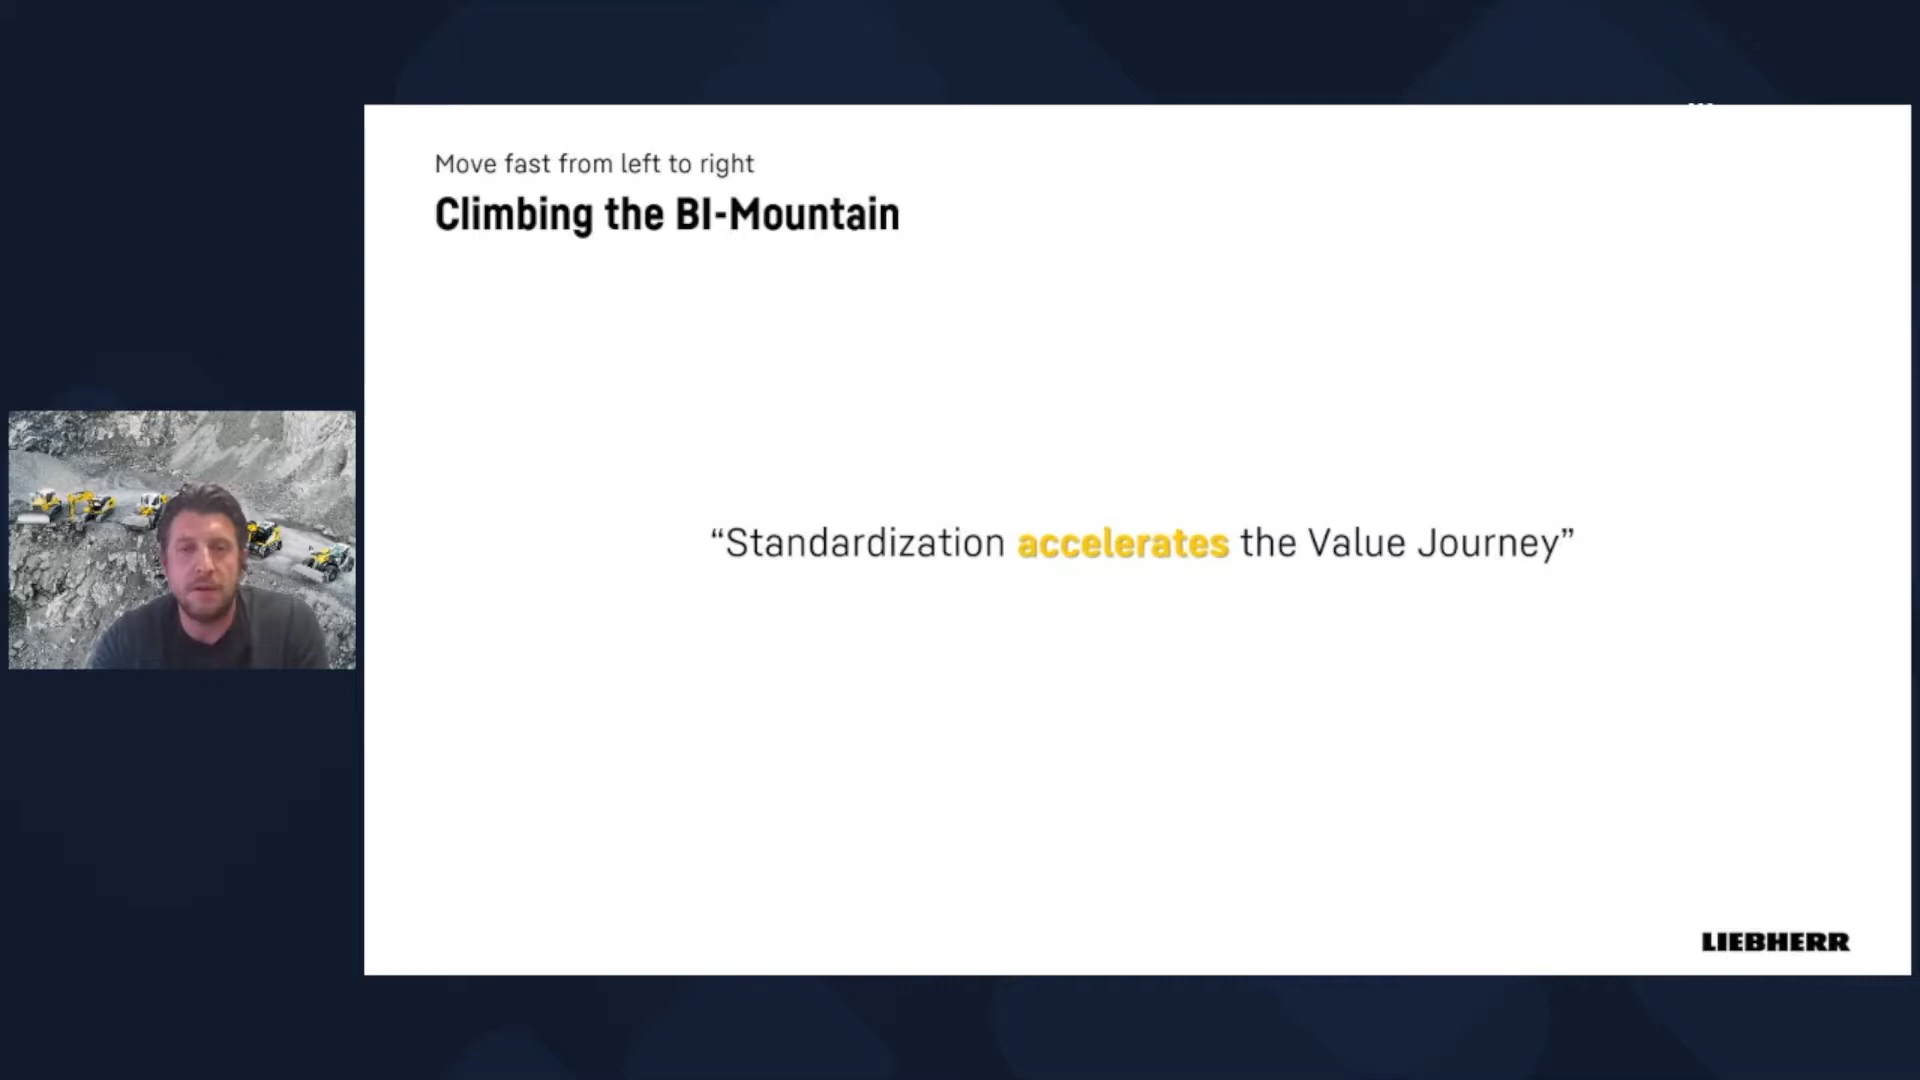 Move fast from left to right
Climbing the BI-Mountain
“Standardization accelerates the Value Journey”
LIEBHERR